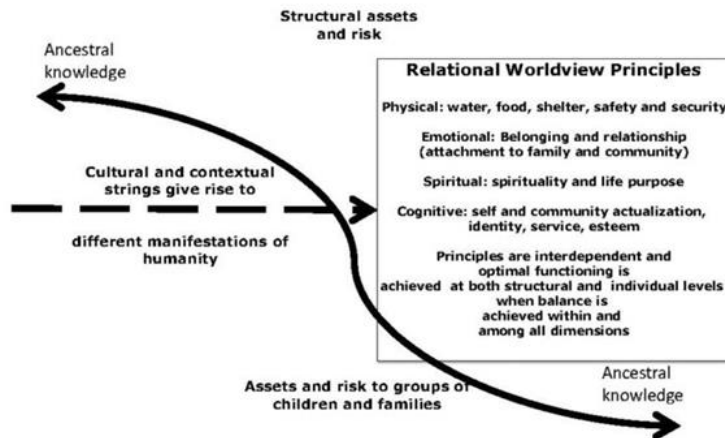 Structural assets
and risk
Ancestral
knowledge
Relational Worldview Principles
Physical: water, food, shelter, safety and security
Emotional: Belonging and relationship
(attachment to family and community)
Spiritual: spirituality and life purpose
Cognitive: self and community actualization,
identity, service, esteem
Principles are interdependent and
optimal functioning is
achieved at both structural and individual levels
when balance is
achieved within and
among all dimensions
Cultural and contextual
strings give rise to
different manifestations of
humanity
Assets and risk to groups of
children and families
Ancestral
knowledge